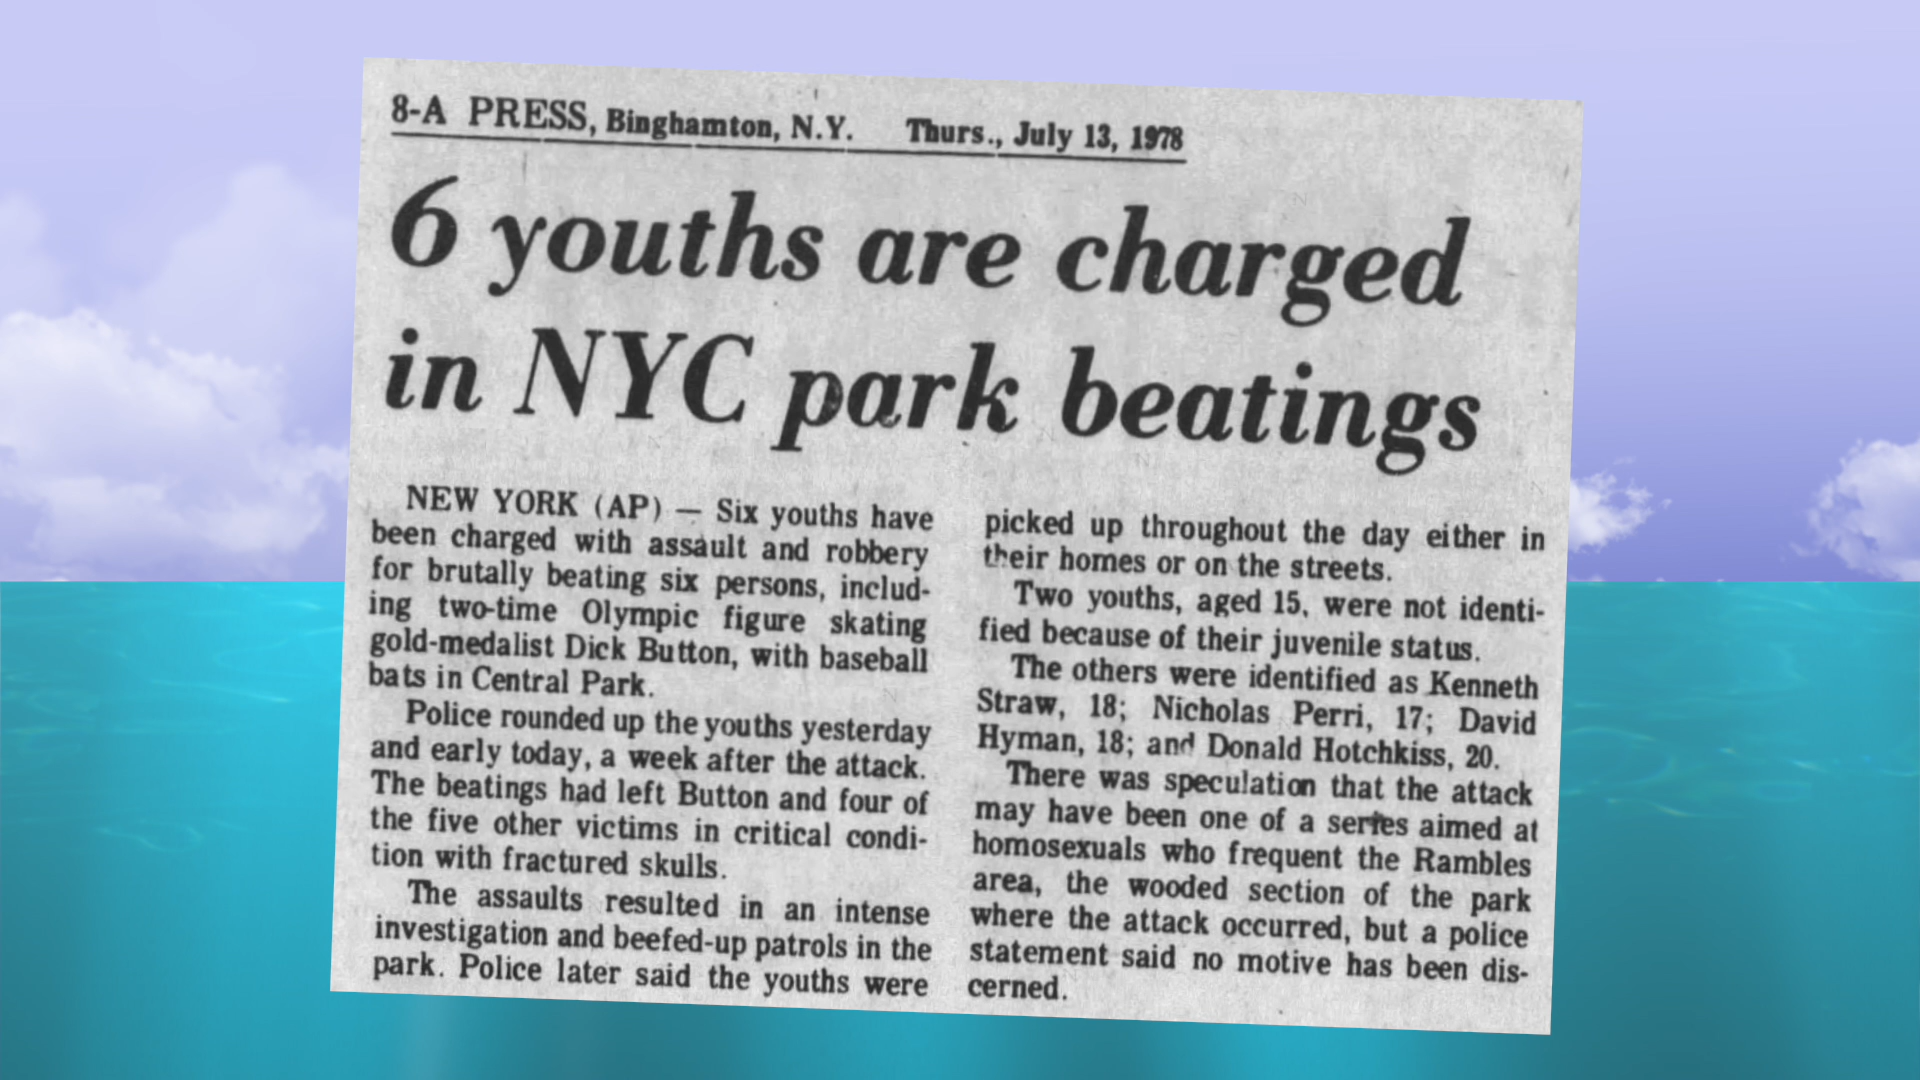 8-A PRESS, Binghamton, N.Y. Thurs., July 13, 1978
6 youths are charged
in NYC park beatings
NEW YORK (AP) — Six youths have
been charged with assault and robbery
for brutally beating six persons, includ-
ing two-time Olympic figure skating
gold-medalist Dick Button, with baseball
bats in Central Park.
Police rounded up the youths yesterday
and early today, a week after the attack.
The beatings had left Button and four of
the five other victims in critical condi-
tion with fractured skulls.
The assaults resulted in an intense
investigation and beefed-up patrols in the
park. Police later said the youths were
picked up throughout the day either in
their homes or on the streets.
Two youths, aged 15, were not identi-
fied because of their juvenile status.
The others were identified as Kenneth
Straw, 18; Nicholas Perri, 17; David
Hyman, 18; and Donald Hotchkiss, 20.
There was speculation that the attack
may have been one of a series aimed at
homosexuals who frequent the Rambles
area, the wooded section of the park
where the attack occurred, but a police
statement said no motive has been dis-
cerned.